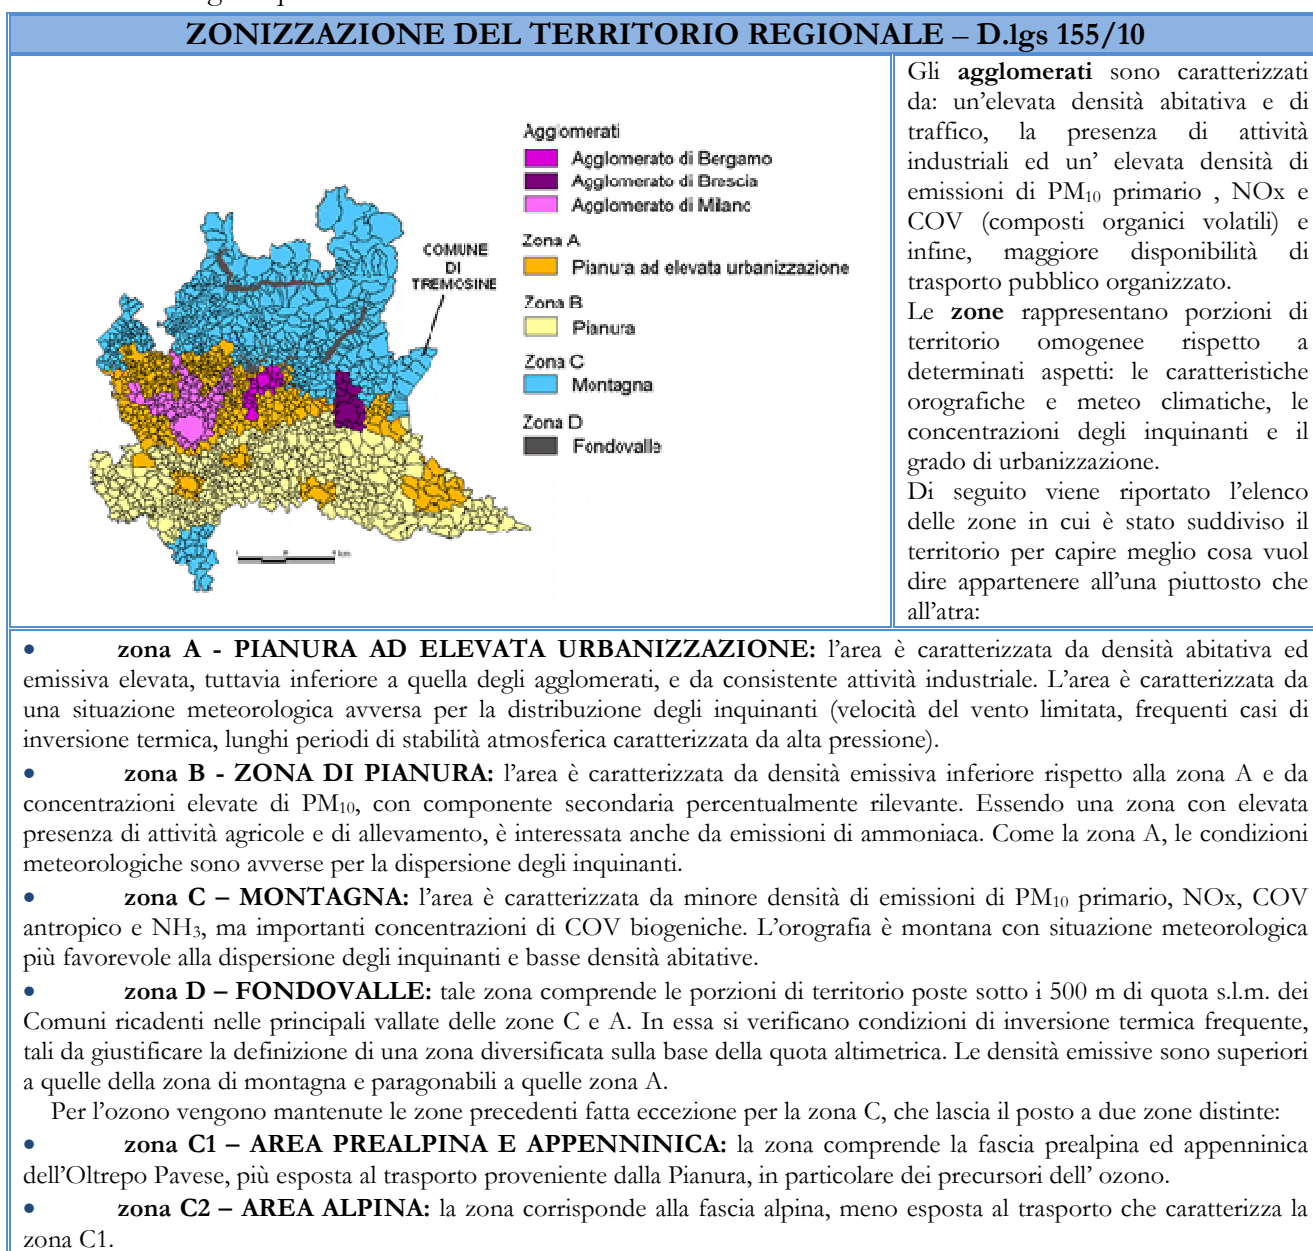 ZONIZZAZIONE DEL TERRITORIO REGIONALE – D.lgs 155/10
Agglomerati
Agglomerato di Bergamo
Agglomerato di Brescia
Agglomerato di Milano
Zona A
Pianura ad elevata urbanizzazione
Zona B
Pianura
Zona C
Montagna
Zona D
Fondovalle
COMUNE
DI
TREMOSINE
km
Gli agglomerati sono caratterizzati
da: un’elevata densità abitativa e di
traffico, la presenza di attività
industriali ed un’ elevata densità di
emissioni di PM10 primario , NOx e
COV (composti organici volatili) e
infine, maggiore disponibilità di
trasporto pubblico organizzato.
Le zone rappresentano porzioni di
territorio omogenee rispetto a
determinati aspetti: le caratteristiche
orografiche e meteo climatiche, le
concentrazioni degli inquinanti e il
grado di urbanizzazione.
Di seguito viene riportato l’elenco
delle zone in cui è stato suddiviso il
territorio per capire meglio cosa vuol
dire appartenere all’una piuttosto che
all’atra:
• zona A - PIANURA AD ELEVATA URBANIZZAZIONE: l’area è caratterizzata da densità abitativa ed
emissiva elevata, tuttavia inferiore a quella degli agglomerati, e da consistente attività industriale. L’area è caratterizzata da
una situazione meteorologica avversa per la distribuzione degli inquinanti (velocità del vento limitata, frequenti casi di
inversione termica, lunghi periodi di stabilità atmosferica caratterizzata da alta pressione).
• zona B - ZONA DI PIANURA: l’area è caratterizzata da densità emissiva inferiore rispetto alla zona A e da
concentrazioni elevate di PM10, con componente secondaria percentualmente rilevante. Essendo una zona con elevata
presenza di attività agricole e di allevamento, è interessata anche da emissioni di ammoniaca. Come la zona A, le condizioni
meteorologiche sono avverse per la dispersione degli inquinanti.
• zona C – MONTAGNA: l’area è caratterizzata da minore densità di emissioni di PM10 primario, NOx, COV
antropico e NH3, ma importanti concentrazioni di COV biogeniche. L’orografia è montana con situazione meteorologica
più favorevole alla dispersione degli inquinanti e basse densità abitative.
• zona D – FONDOVALLE: tale zona comprende le porzioni di territorio poste sotto i 500 m di quota s.l.m. dei
Comuni ricadenti nelle principali vallate delle zone C e A. In essa si verificano condizioni di inversione termica frequente,
tali da giustificare la definizione di una zona diversificata sulla base della quota altimetrica. Le densità emissive sono superiori
a quelle della zona di montagna e paragonabili a quelle zona A.
Per l’ozono vengono mantenute le zone precedenti fatta eccezione per la zona C, che lascia il posto a due zone distinte:
• zona C1 – AREA PREALPINA E APPENNINICA: la zona comprende la fascia prealpina ed appenninica
dell’Oltrepo Pavese, più esposta al trasporto proveniente dalla Pianura, in particolare dei precursori dell’ ozono.
• zona C2 – AREA ALPINA: la zona corrisponde alla fascia alpina, meno esposta al trasporto che caratterizza la
zona C1.